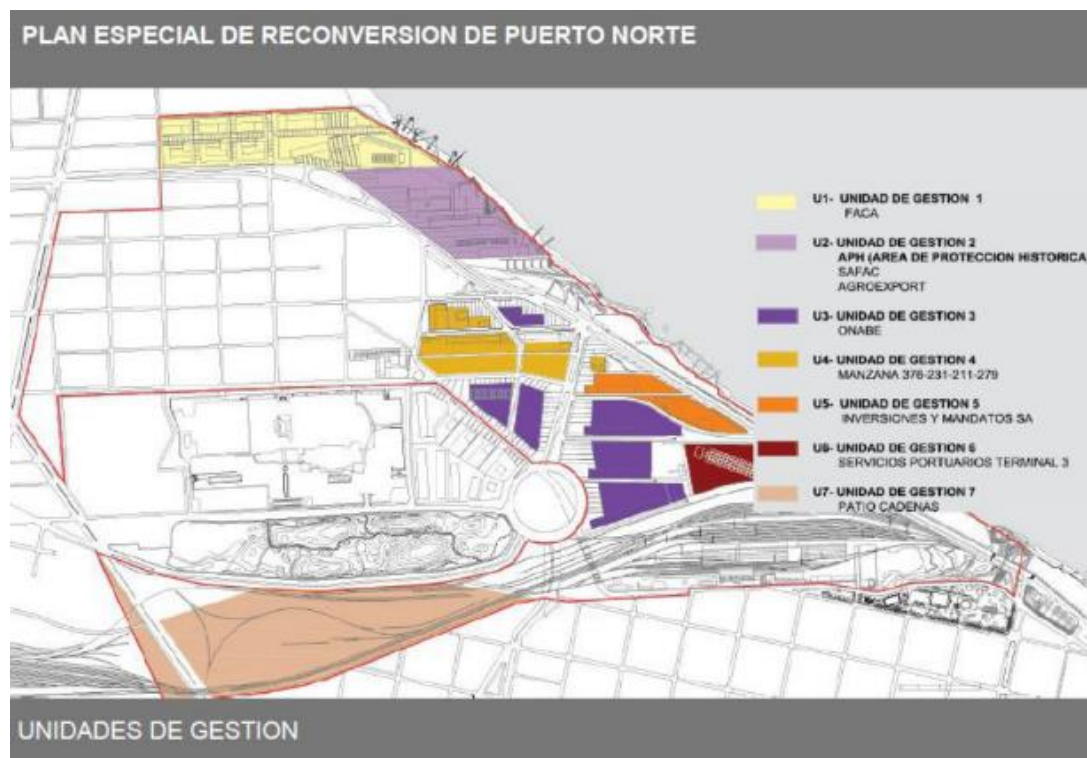 PLAN ESPECIAL DE RECONVERSION DE PUERTO NORTE
U1- UNIDAD DE GESTION 1
FACA
U2- UNIDAD DE GESTION 2
APH (AREA DE PROTECCION HISTORICA
SAFAC
AGROEXPORT
U3- UNIDAD DE GESTION 3
ONABE
U4- UNIDAD DE GESTION 4
MANZANA 376-231-211-279
U5- UNIDAD DE GESTION 5
INVERSIONES Y MANDATOS SA
U6- UNIDAD DE GESTION 6
SERVICIOS PORTUARIOS TERMINAL 3
U7- UNIDAD DE GESTION 7
PATIO CADENAS
UNIDADES DE GESTION